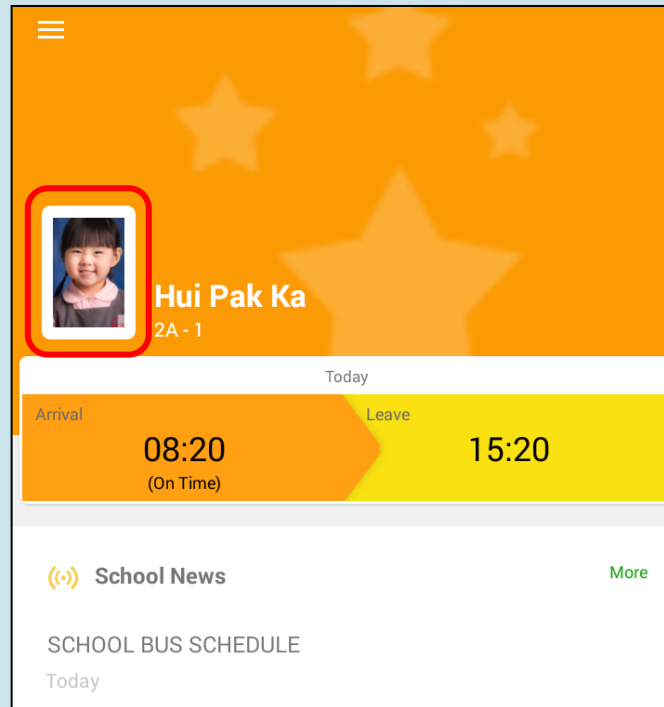 Hui Pak Ka
2A - 1
Today
Arrival
Leave
08:20
15:20
(On Time)
School News
More
SCHOOL BUS SCHEDULE
Today